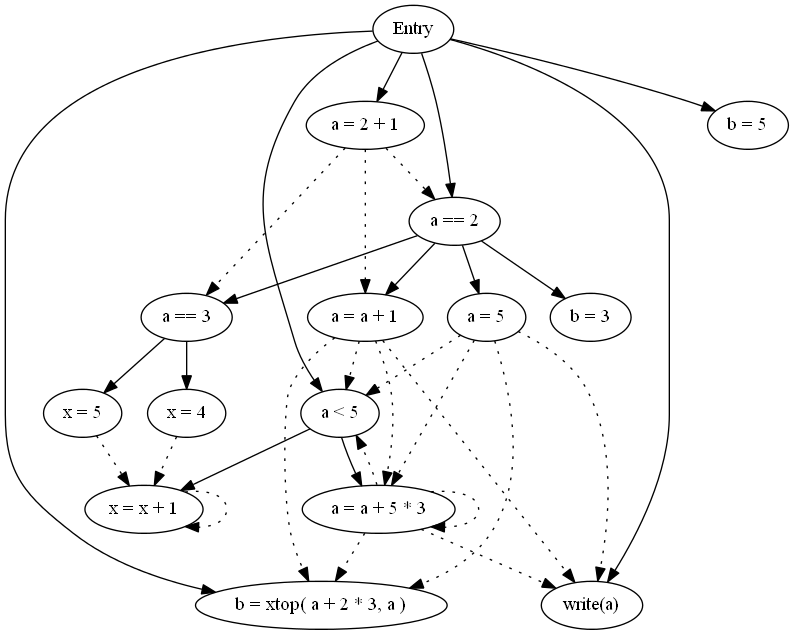 Entry
a = 2 + 1
b = 5
a == 2
a == 3
a = a + 1
a = 5
b = 3
x = 5
x = 4
a < 5
x = x + 1
a = a + 5 * 3
b = xtop( a + 2 * 3, a )
write(a)